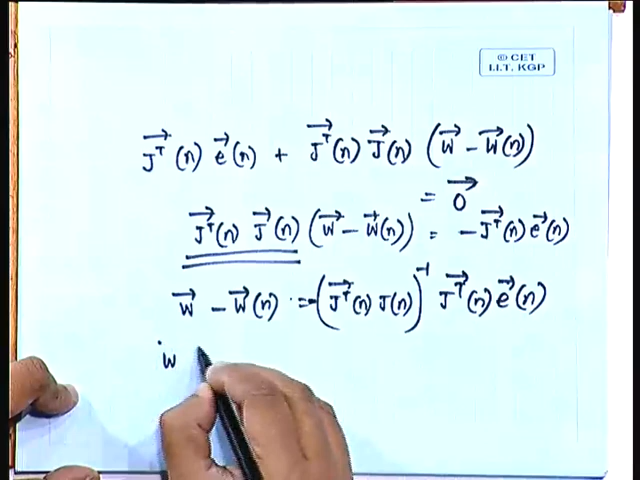 © CET
I.I.T. KGP
J⃗ᵀ(n) e⃗(n) + J⃗ᵀ(n) J⃗(n) (w⃗ − w⃗(n))
= 0⃗
J⃗ᵀ(n) J⃗(n) (w⃗ − w⃗(n)) = −J⃗ᵀ(n) e⃗(n)
w⃗ − w⃗(n) = −(J⃗ᵀ(n) J(n))⁻¹ J⃗ᵀ(n) e⃗(n)
w